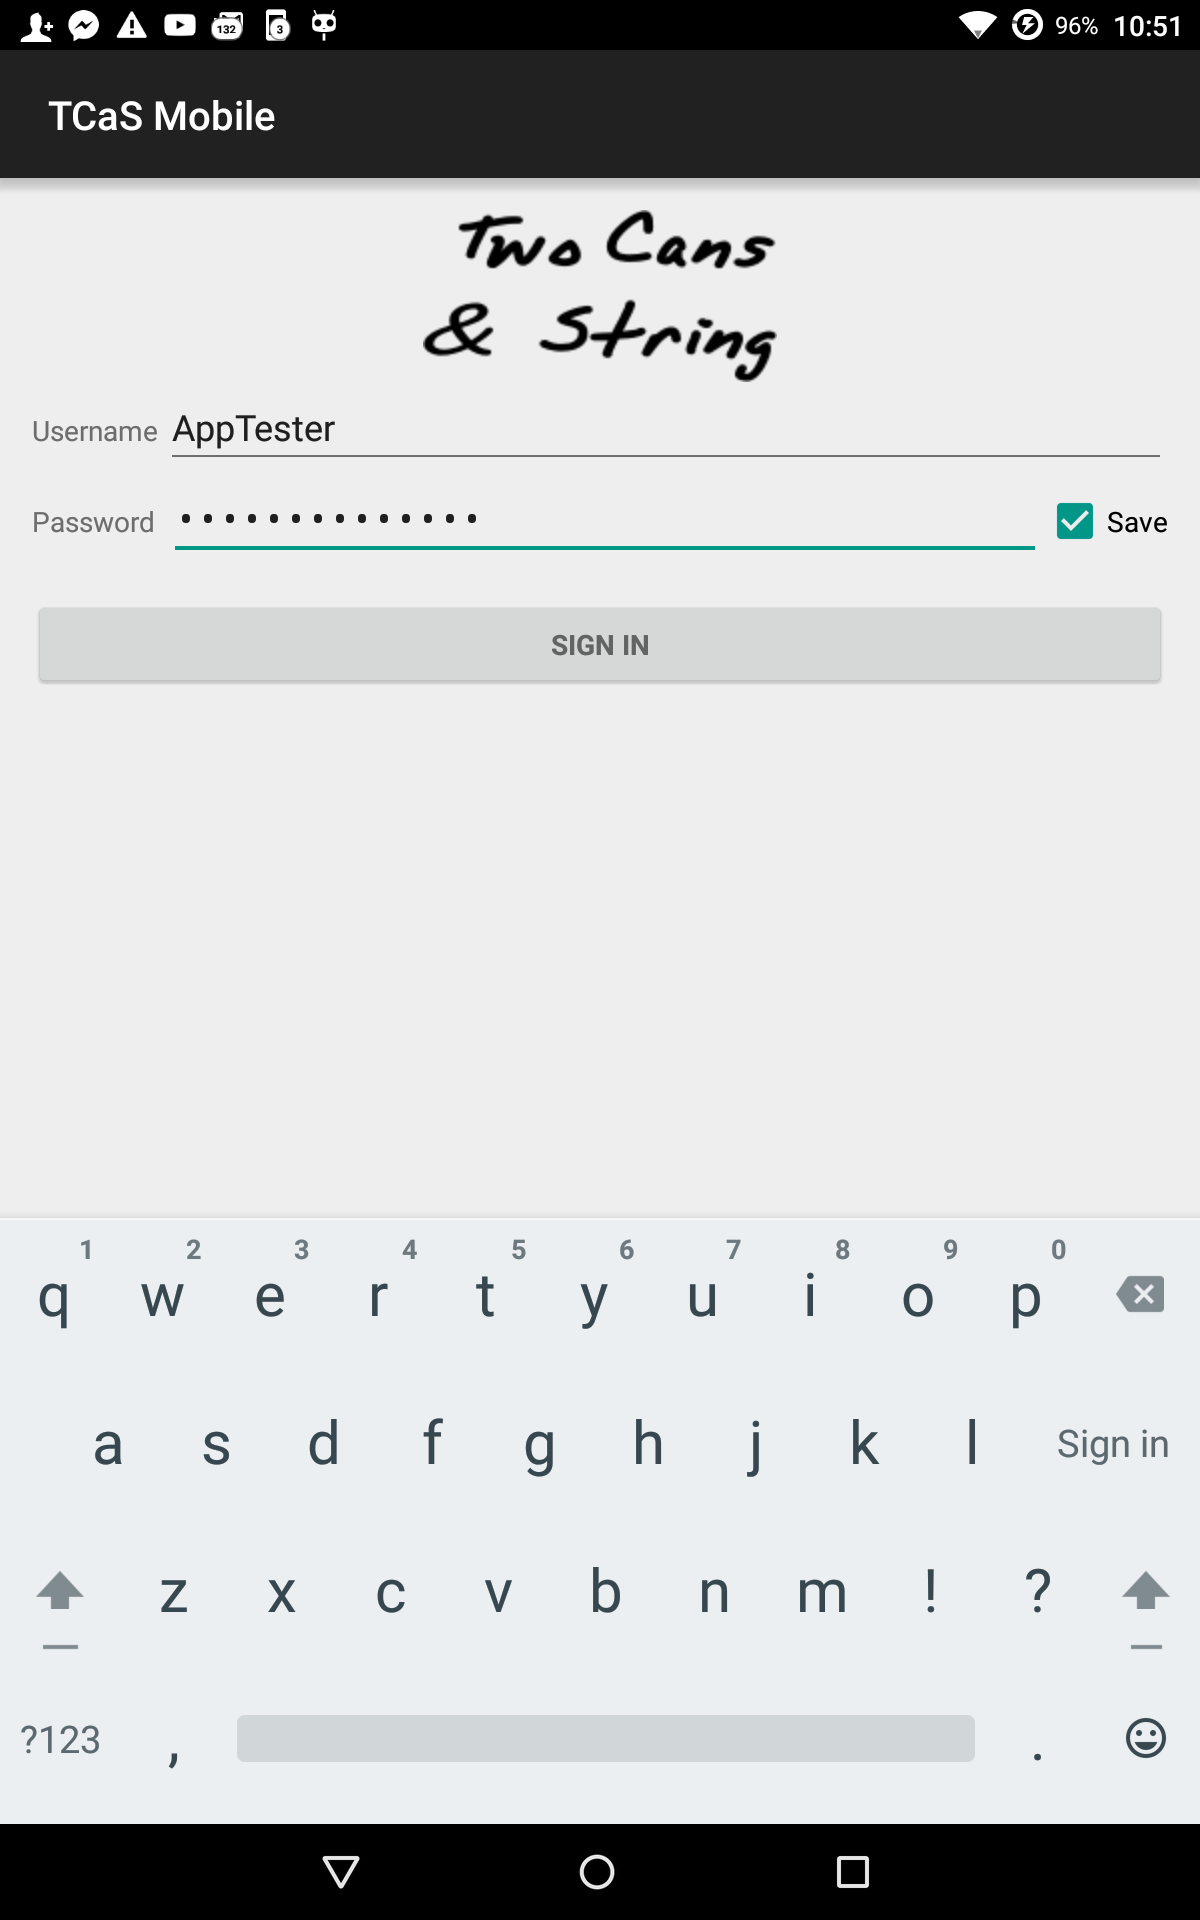 132 3 96% 10:51
TCaS Mobile
Two Cans
& String
Username AppTester
Password •••••••••••••• Save
SIGN IN
1 2 3 4 5 6 7 8 9 0
q w e r t y u i o p
a s d f g h j k l Sign in
z x c v b n m ! ?
?123 , .